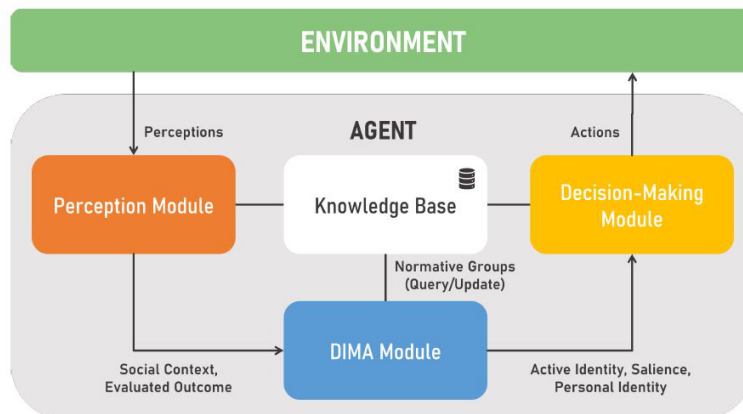 ENVIRONMENT
Perceptions
AGENT
Actions
Perception Module
Knowledge Base
Decision-Making
Module
Normative Groups
(Query/Update)
DIMA Module
Social Context,
Evaluated Outcome
Active Identity, Salience,
Personal Identity